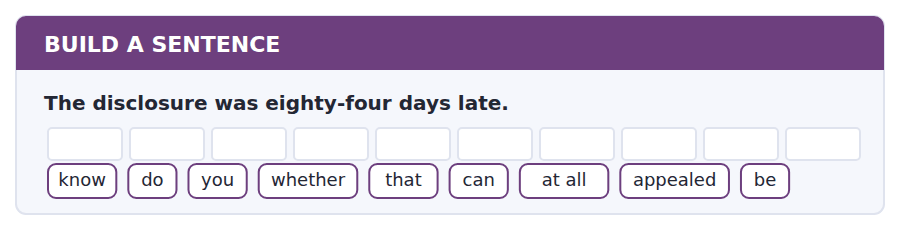 BUILD A SENTENCE
The disclosure was eighty-four days late.
know do you whether that can at all appealed be